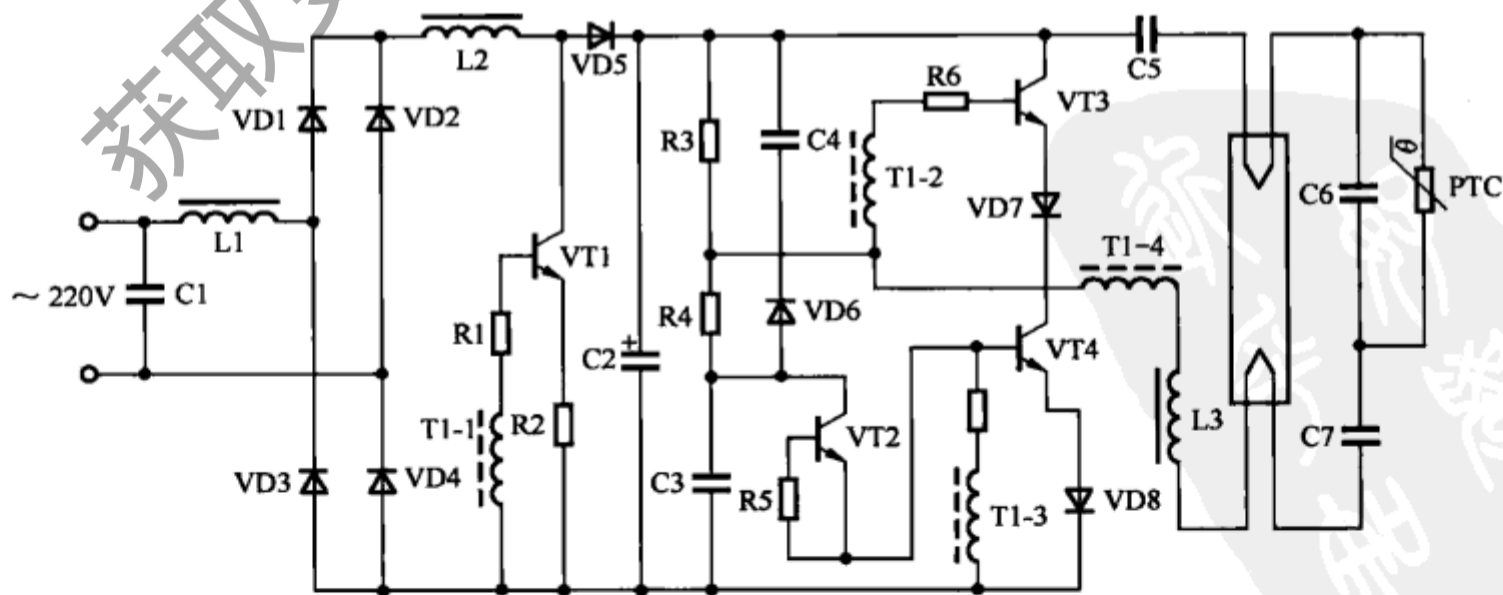 获取
L2
VD5
C5
R6
VT3
VD1
VD2
R3
C4
T1-2
θ
PTC
C6
VD7
L1
VT1
T1-4
～220V
C1
R4
VD6
R1
C2
+
VT4
T1-1
R2
VT2
L3
C7
VD3
VD4
C3
R5
T1-3
VD8